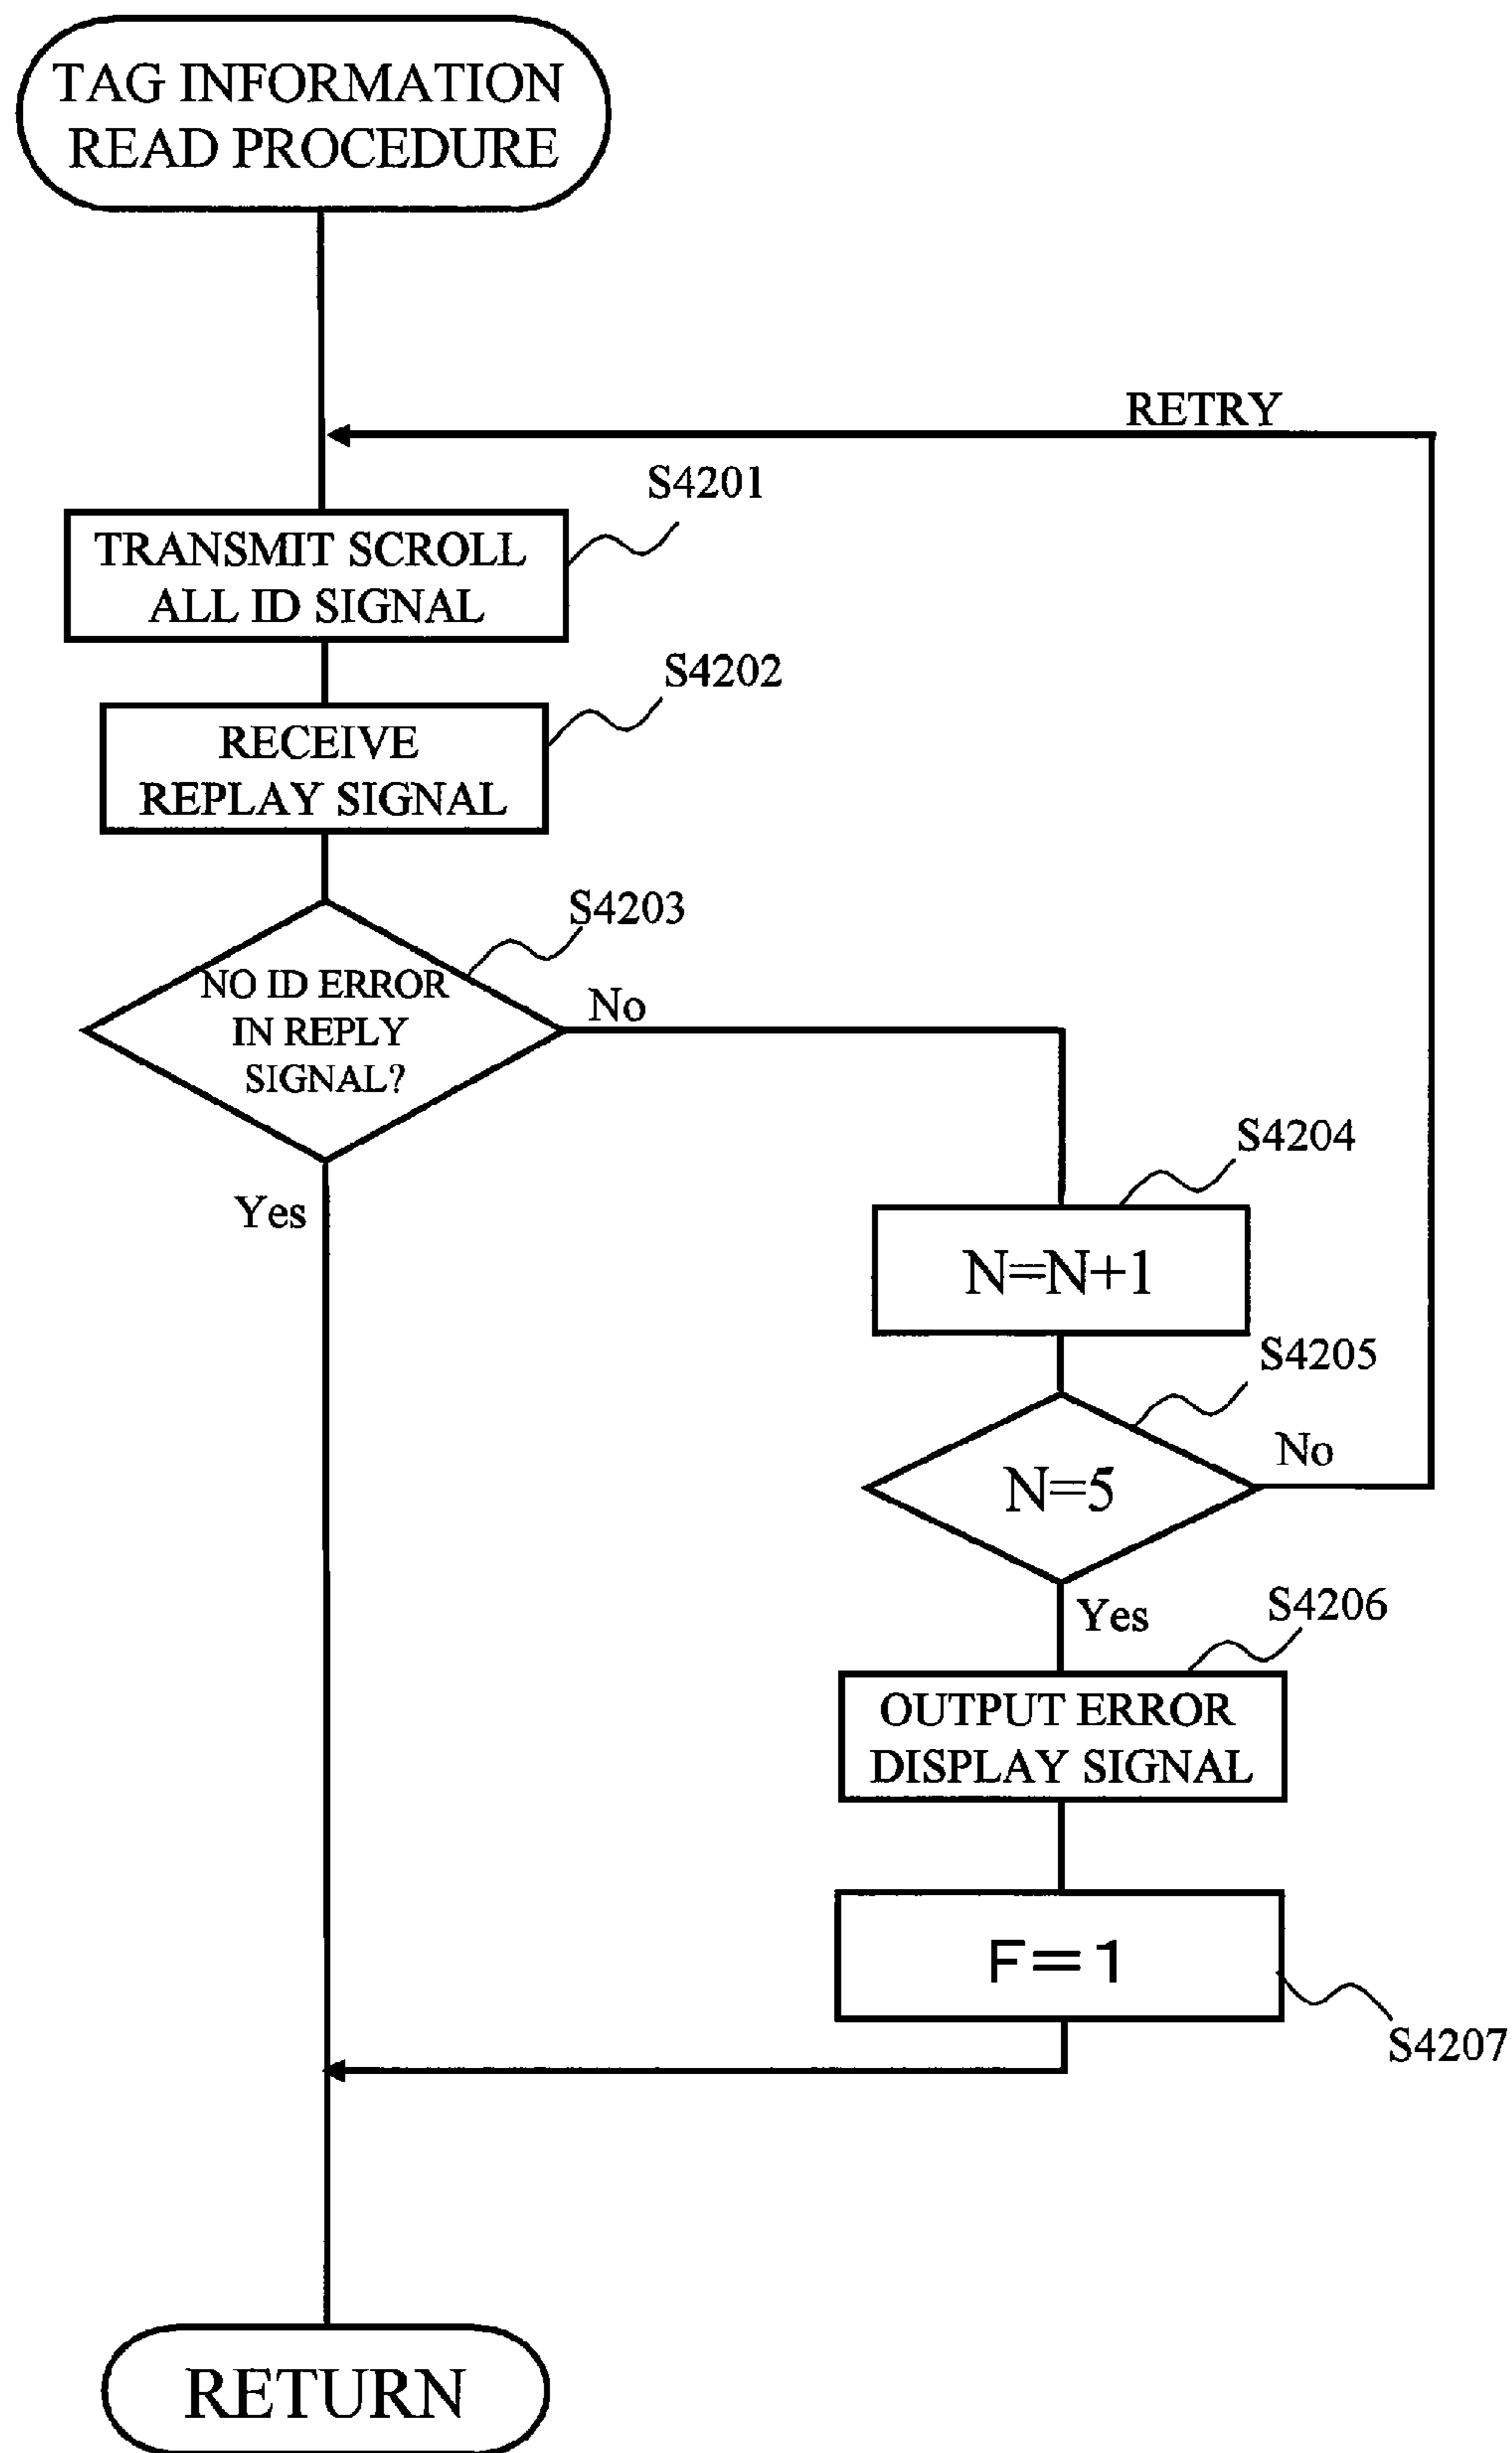 TAG INFORMATION
READ PROCEDURE
RETRY
S4201
TRANSMIT SCROLL
ALL ID SIGNAL
S4202
RECEIVE
REPLAY SIGNAL
S4203
NO ID ERROR
IN REPLY
SIGNAL?
No
Yes
S4204
N=N+1
S4205
N=5
No
Yes
S4206
OUTPUT ERROR
DISPLAY SIGNAL
F=1
S4207
RETURN